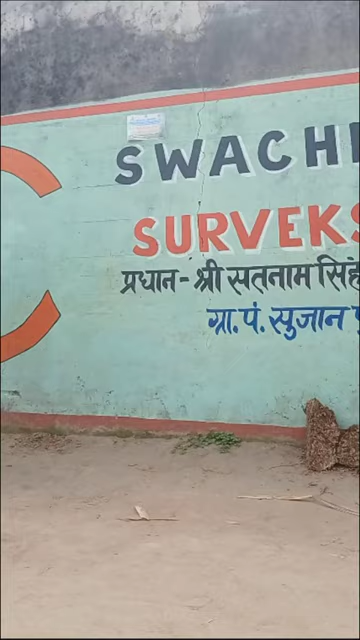 SWACH
SURVEKS
प्रधान - श्री सतनाम सिंह
ग्रा. पं. सुजान